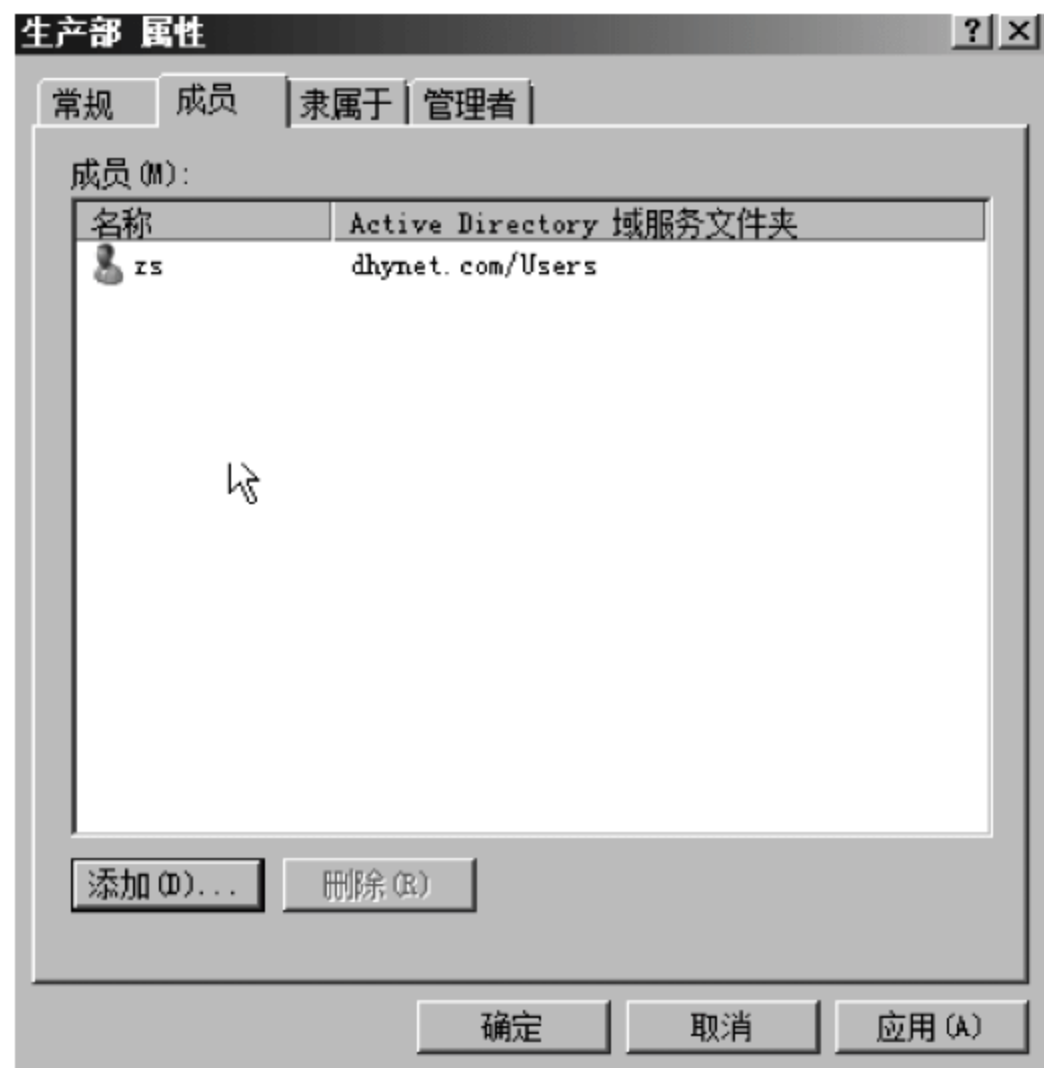 生产部 属性
常规 成员 隶属于 管理者
成员(M):
名称 Active Directory 域服务文件夹
zs dhynet.com/Users
添加(D)... 删除(R)
确定 取消 应用(A)